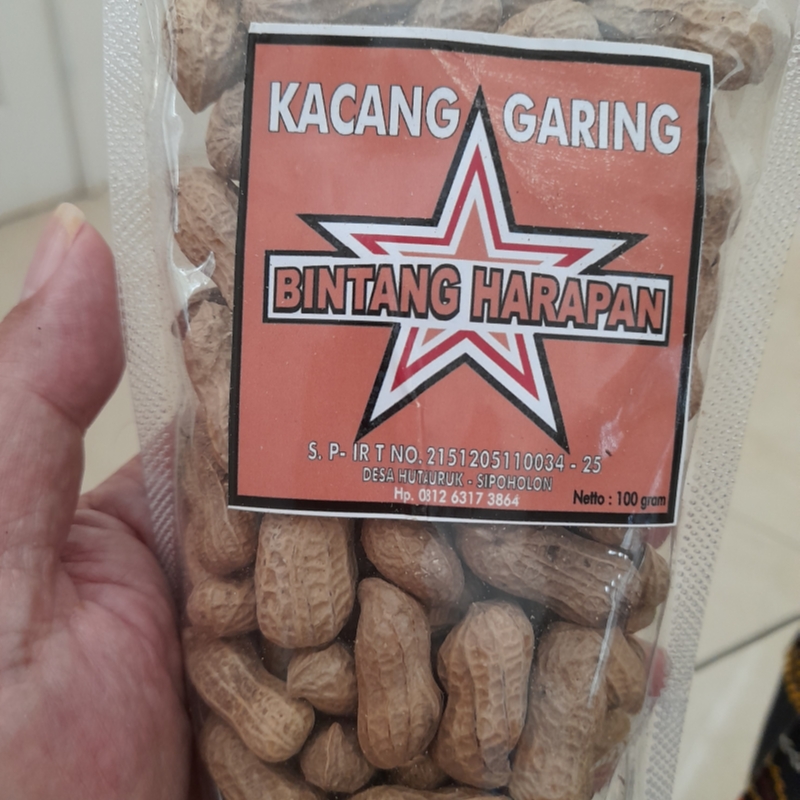 KACANG GARING
BINTANG HARAPAN
S. P- IR T NO. 2151205110034 - 25
DESA HUTAURUK - SIPOHOLON
Hp. 0812 6317 3864
Netto : 100 gram